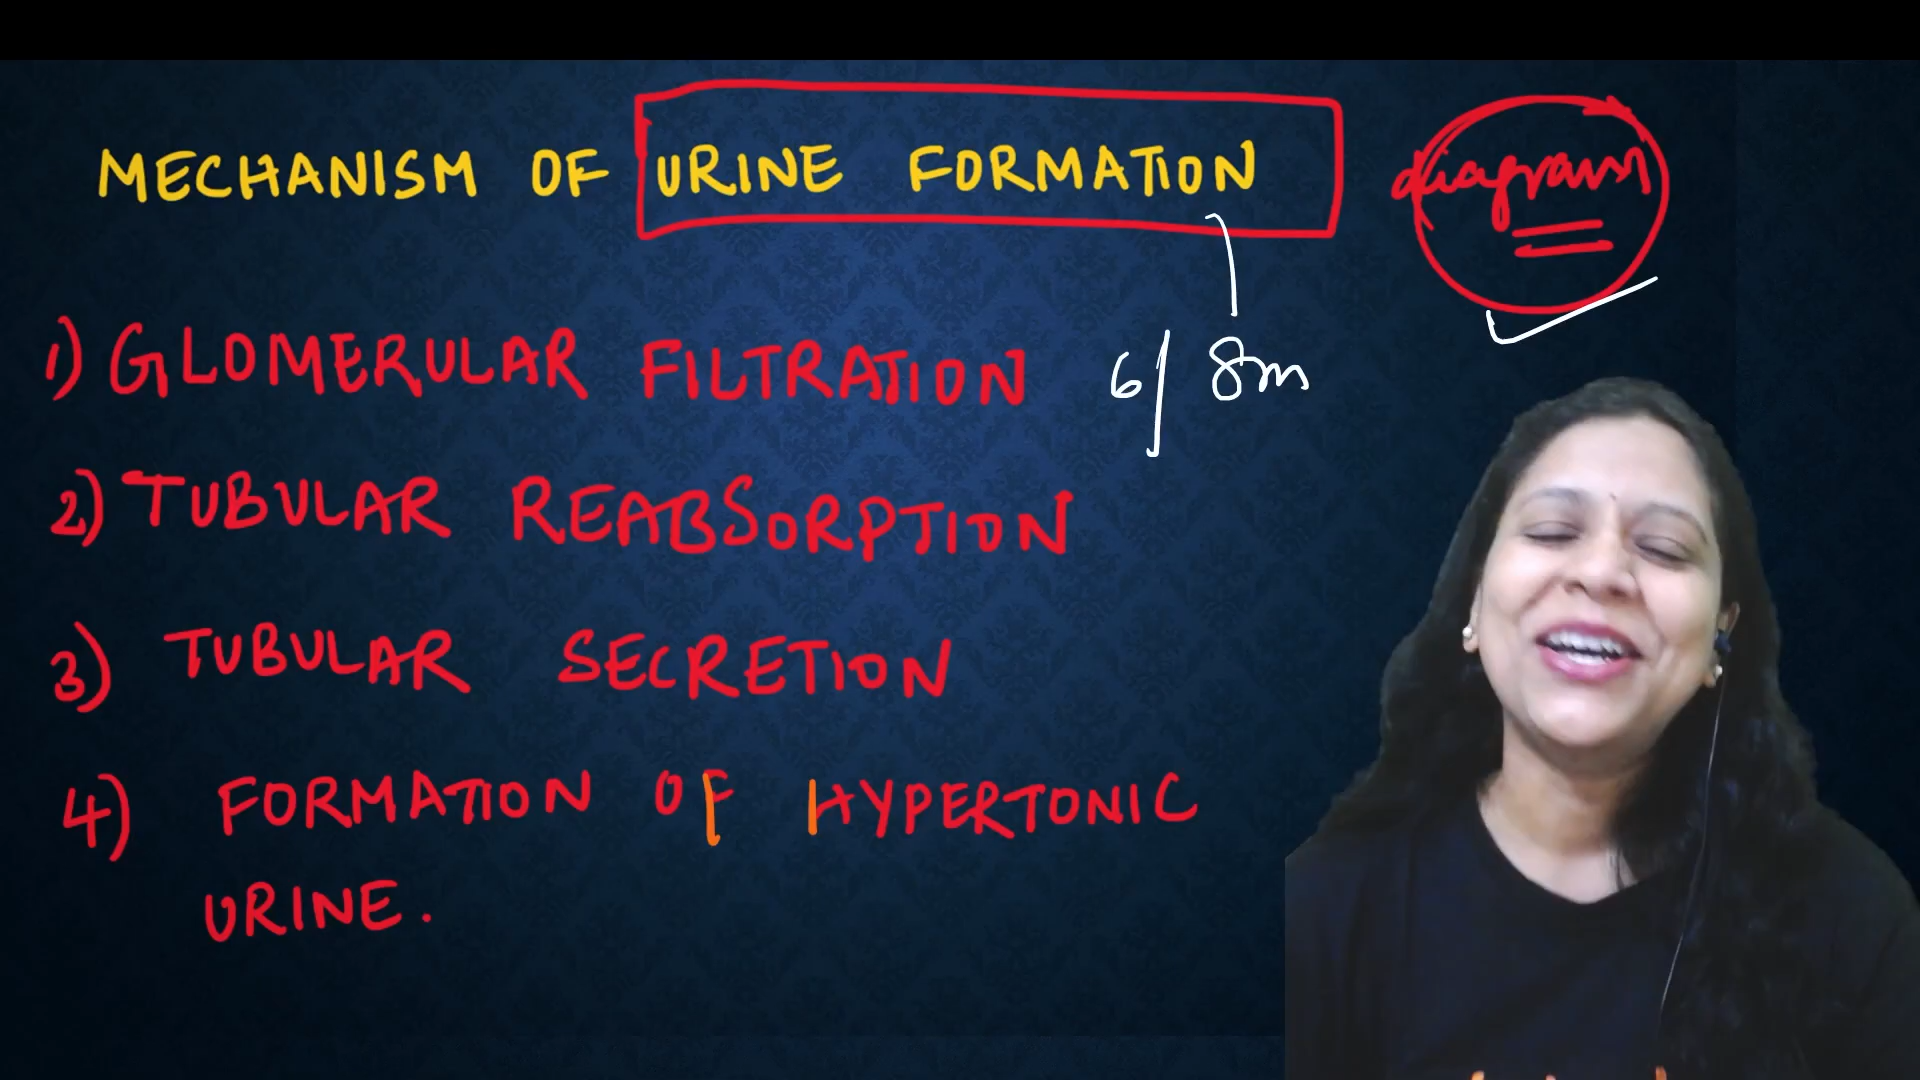 MECHANISM OF URINE FORMATION
diagram
1) GLOMERULAR FILTRATION
6/ 8m
2) TUBULAR REABSORPTION
3) TUBULAR SECRETION
4) FORMATION OF HYPERTONIC
URINE.